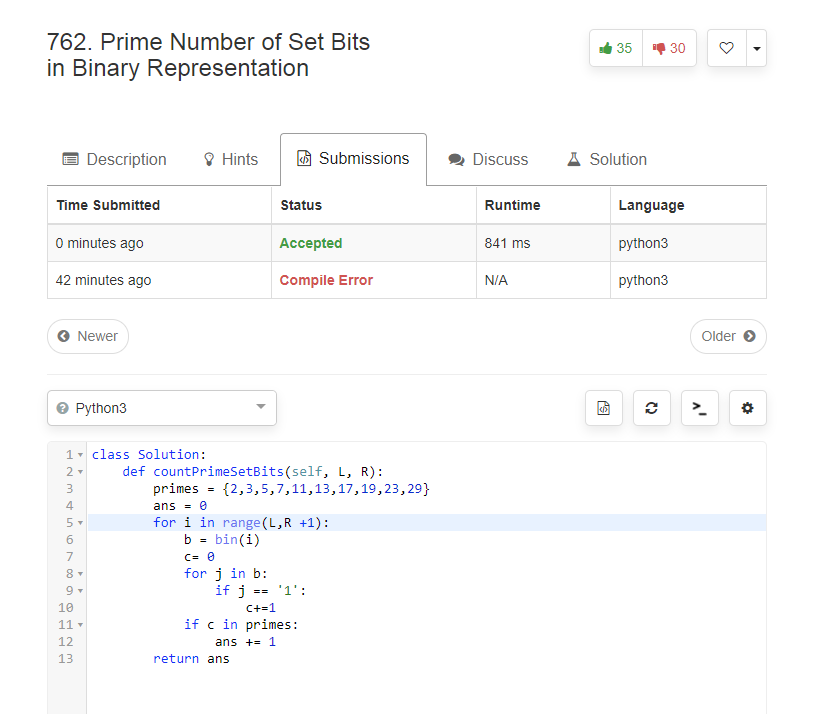 762. Prime Number of Set Bits
in Binary Representation
35
30
Description
Hints
Submissions
Discuss
Solution
Time Submitted Status Runtime Language
0 minutes ago Accepted 841 ms python3
42 minutes ago Compile Error N/A python3
Newer
Older
Python3
>_
1 class Solution:
2     def countPrimeSetBits(self, L, R):
3         primes = {2,3,5,7,11,13,17,19,23,29}
4         ans = 0
5         for i in range(L,R +1):
6             b = bin(i)
7             c= 0
8             for j in b:
9                 if j == '1':
10                     c+=1
11             if c in primes:
12                 ans += 1
13         return ans